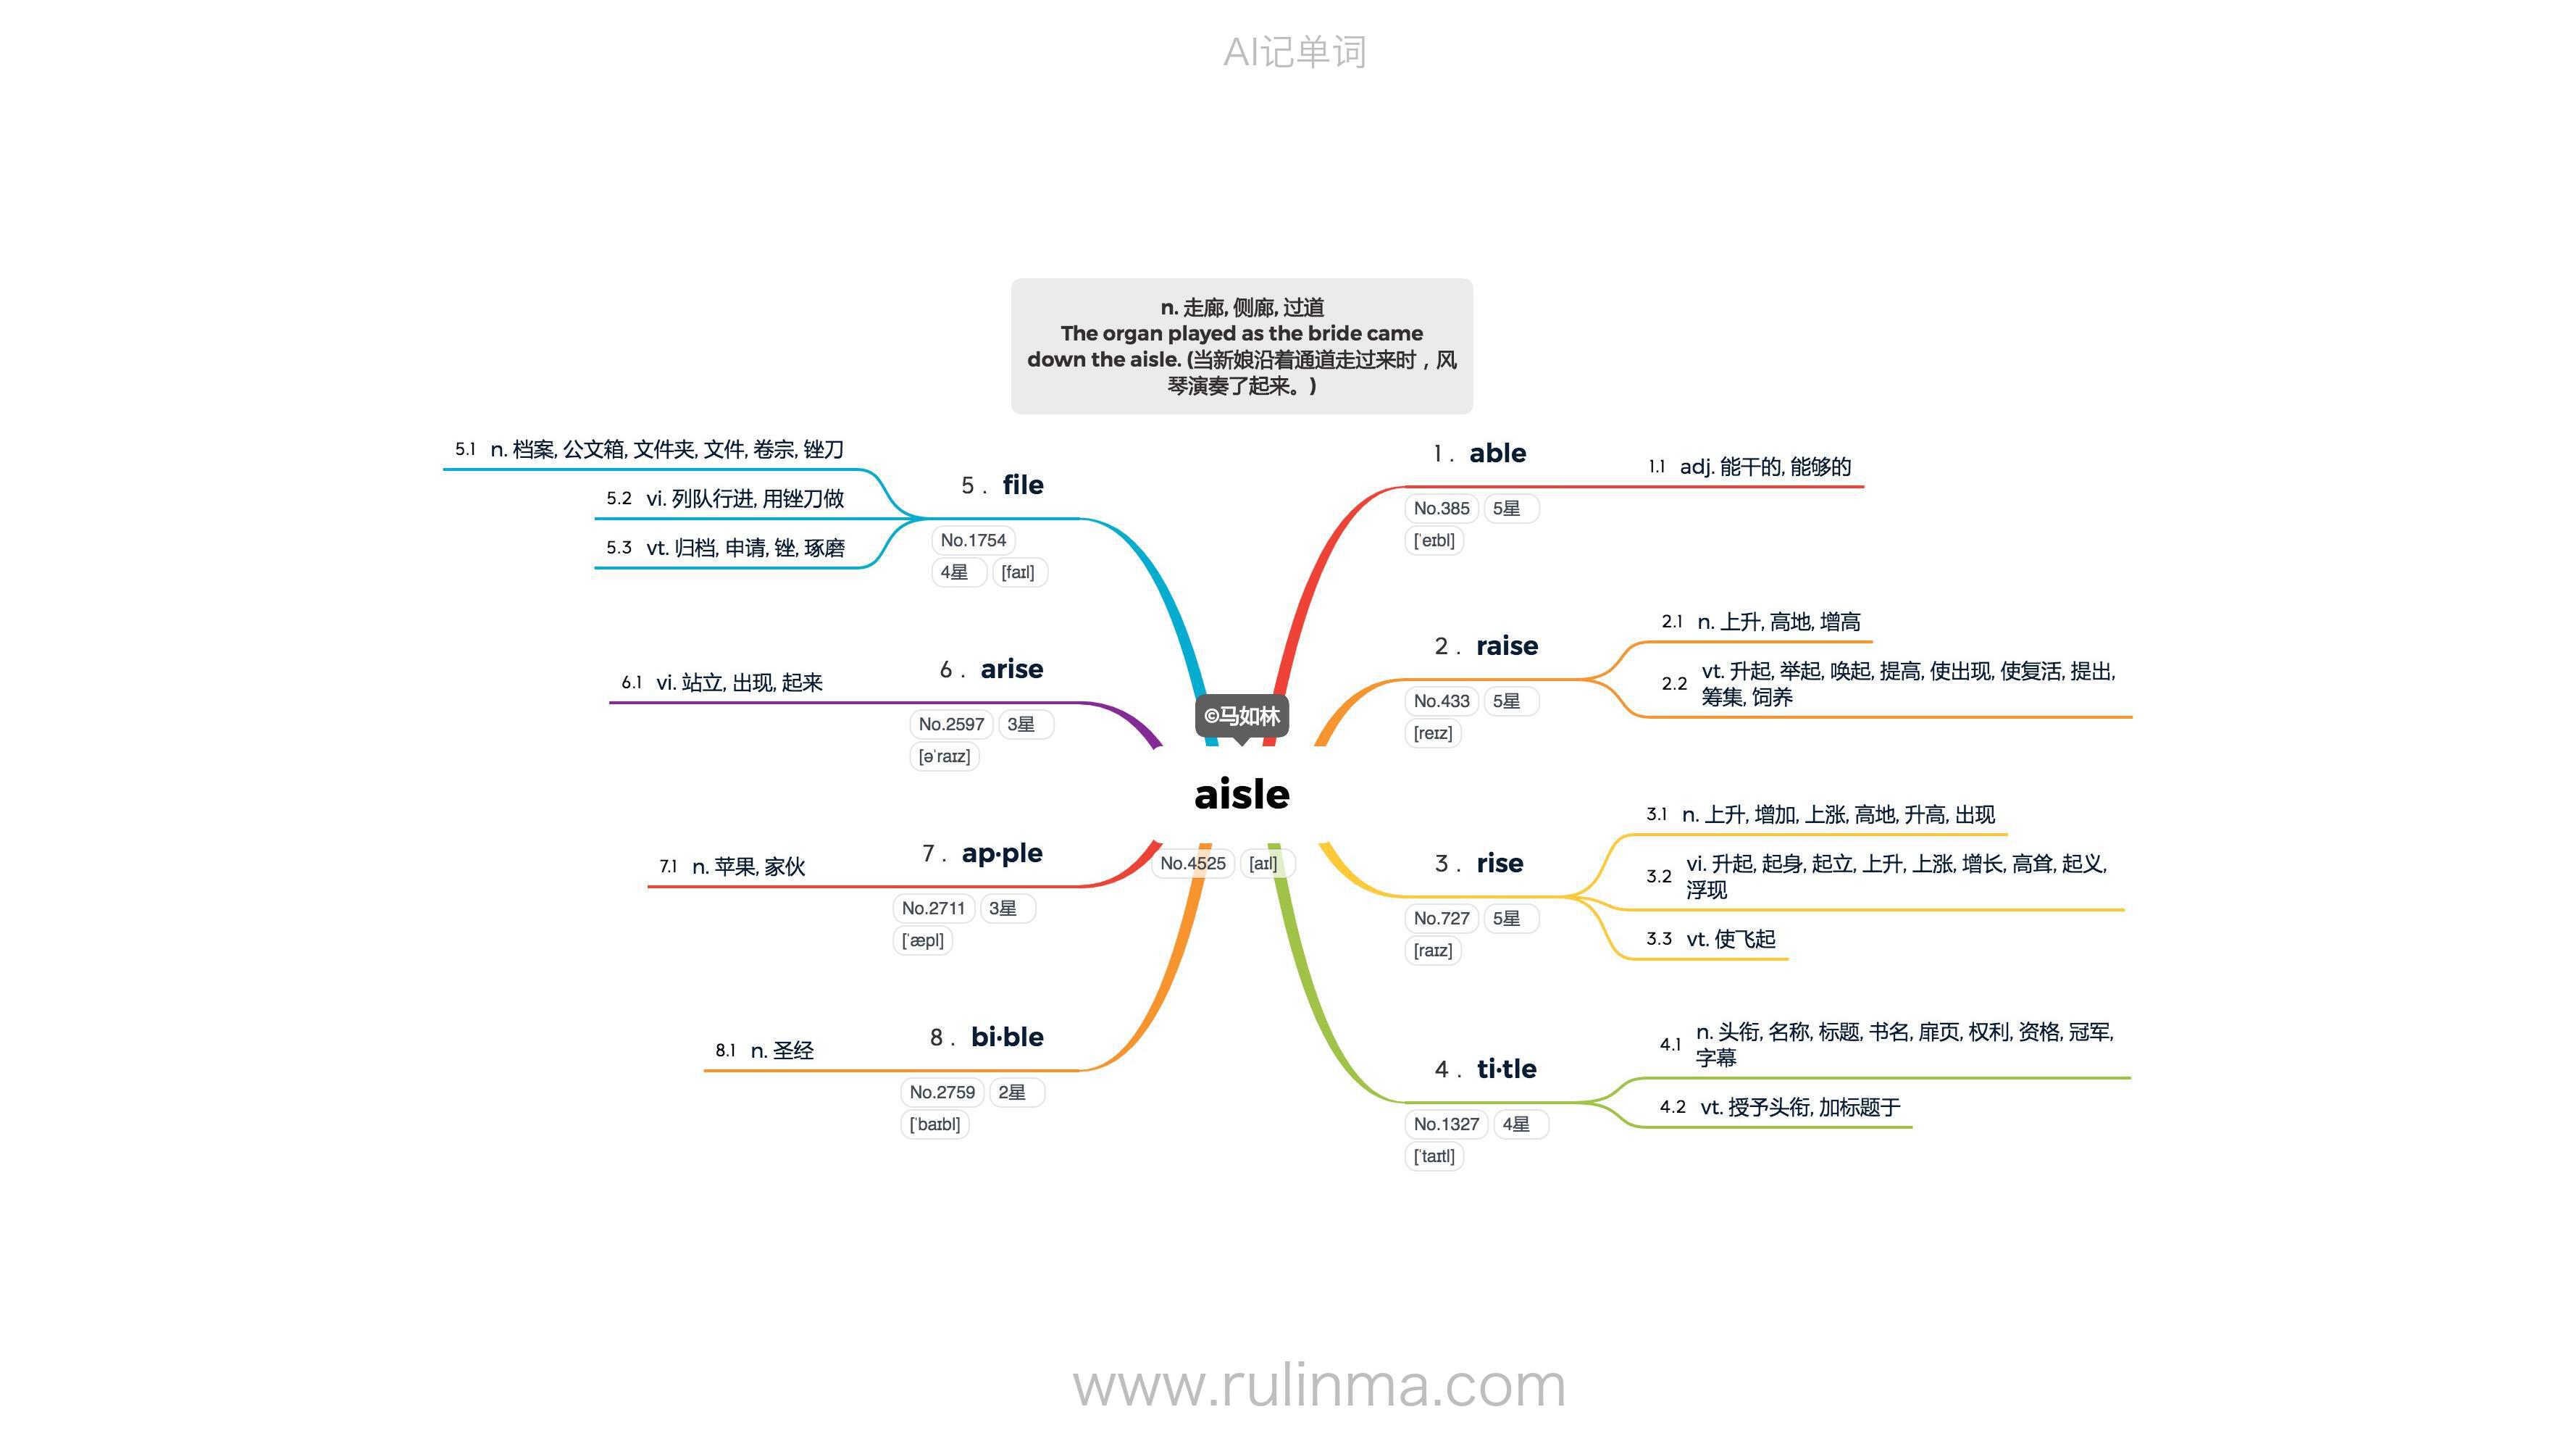 AI记单词
n. 走廊, 侧廊, 过道
The organ played as the bride came
down the aisle. (当新娘沿着通道走过来时，风
琴演奏了起来。)
©马如林
aisle
No.4525 [aɪl]
1. able
No.385 5星
[ˈeɪbl]
1.1 adj. 能干的, 能够的
2. raise
No.433 5星
[reɪz]
2.1 n. 上升, 高地, 增高
2.2 vt. 升起, 举起, 唤起, 提高, 使出现, 使复活, 提出,
筹集, 饲养
3. rise
No.727 5星
[raɪz]
3.1 n. 上升, 增加, 上涨, 高地, 升高, 出现
3.2 vi. 升起, 起身, 起立, 上升, 上涨, 增长, 高耸, 起义,
浮现
3.3 vt. 使飞起
4. ti·tle
No.1327 4星
[ˈtaɪtl]
4.1 n. 头衔, 名称, 标题, 书名, 扉页, 权利, 资格, 冠军,
字幕
4.2 vt. 授予头衔, 加标题于
5. file
No.1754
4星 [faɪl]
5.1 n. 档案, 公文箱, 文件夹, 文件, 卷宗, 锉刀
5.2 vi. 列队行进, 用锉刀做
5.3 vt. 归档, 申请, 锉, 琢磨
6. arise
No.2597 3星
[əˈraɪz]
6.1 vi. 站立, 出现, 起来
7. ap·ple
No.2711 3星
[ˈæpl]
7.1 n. 苹果, 家伙
8. bi·ble
No.2759 2星
[ˈbaɪbl]
8.1 n. 圣经
www.rulinma.com